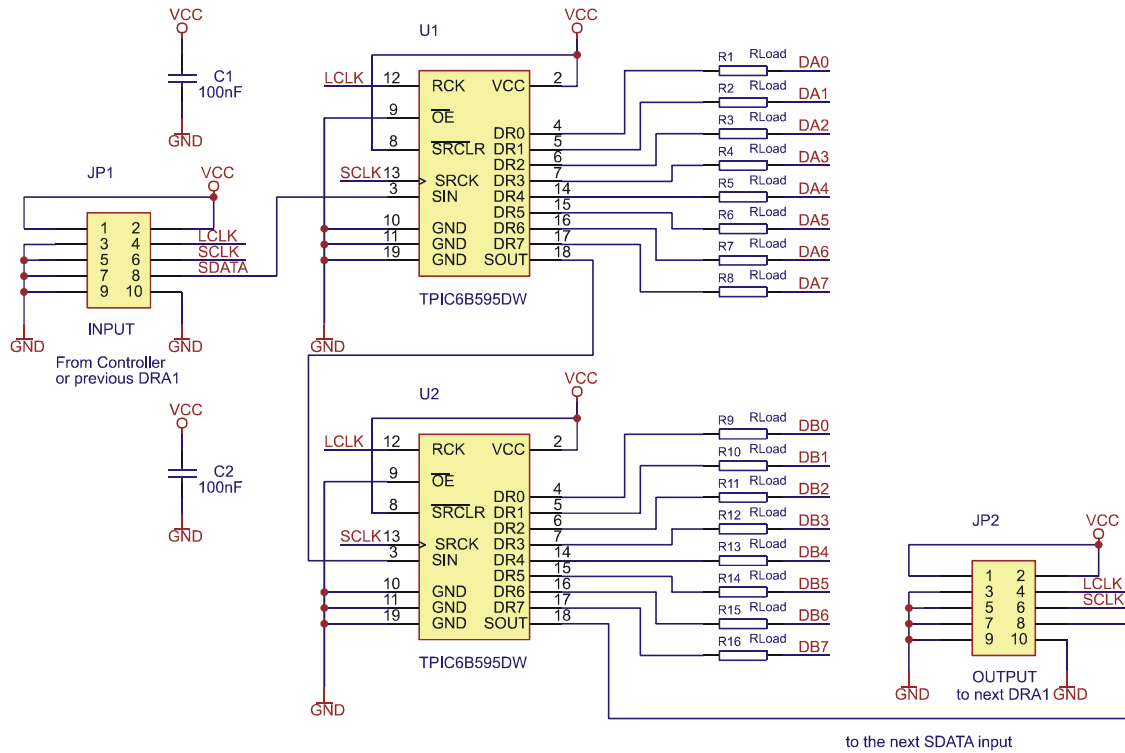 VCC
C1
100nF
GND
JP1
VCC
1 2
3 4 LCLK
5 6 SCLK
7 8 SDATA
9 10
INPUT
GND GND
From Controller
or previous DRA1
VCC
C2
100nF
GND
U1
VCC
LCLK 12 RCK VCC 2
9 OE
8 SRCLR
SCLK 13 SRCK
3 SIN
10 GND
11 GND
19 GND
DR0 4
DR1 5
DR2 6
DR3 7
DR4 14
DR5 15
DR6 16
DR7 17
SOUT 18
TPIC6B595DW
GND
R1 RLoad DA0
R2 RLoad DA1
R3 RLoad DA2
R4 RLoad DA3
R5 RLoad DA4
R6 RLoad DA5
R7 RLoad DA6
R8 RLoad DA7
U2
VCC
LCLK 12 RCK VCC 2
9 OE
8 SRCLR
SCLK 13 SRCK
3 SIN
10 GND
11 GND
19 GND
DR0 4
DR1 5
DR2 6
DR3 7
DR4 14
DR5 15
DR6 16
DR7 17
SOUT 18
TPIC6B595DW
GND
R9 RLoad DB0
R10 RLoad DB1
R11 RLoad DB2
R12 RLoad DB3
R13 RLoad DB4
R14 RLoad DB5
R15 RLoad DB6
R16 RLoad DB7
JP2
VCC
1 2
3 4 LCLK
5 6 SCLK
7 8
9 10
OUTPUT
GND to next DRA1 GND
to the next SDATA input